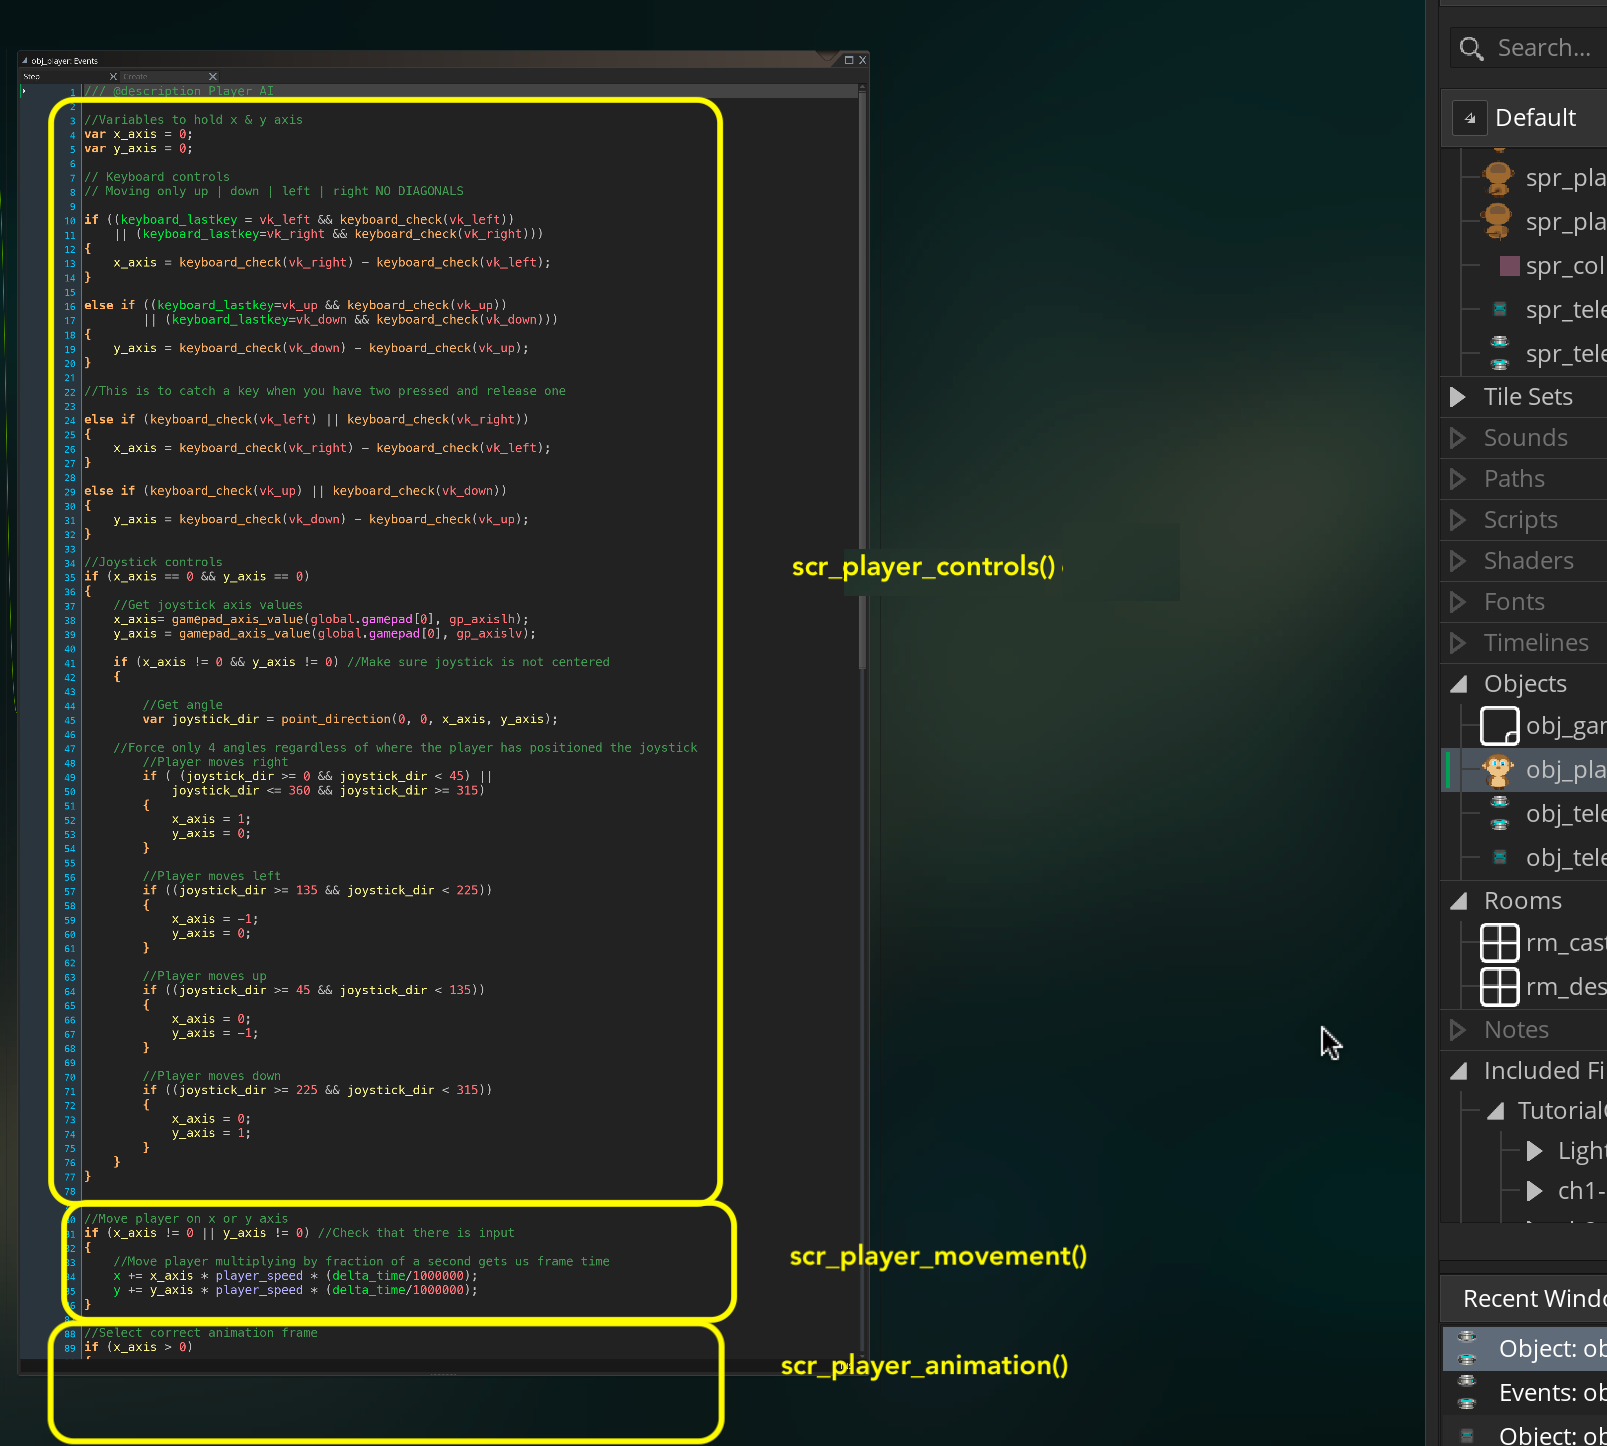 obj_player: Events
Step
Create
1 /// @description Player AI
2
3 //Variables to hold x & y axis
4 var x_axis = 0;
5 var y_axis = 0;
6
7 // Keyboard controls
8 // Moving only up | down | left | right NO DIAGONALS
9
10 if ((keyboard_lastkey = vk_left && keyboard_check(vk_left))
11 || (keyboard_lastkey=vk_right && keyboard_check(vk_right)))
12 {
13 x_axis = keyboard_check(vk_right) - keyboard_check(vk_left);
14 }
15
16 else if ((keyboard_lastkey=vk_up && keyboard_check(vk_up))
17 || (keyboard_lastkey=vk_down && keyboard_check(vk_down)))
18 {
19 y_axis = keyboard_check(vk_down) - keyboard_check(vk_up);
20 }
21
22 //This is to catch a key when you have two pressed and release one
23
24 else if (keyboard_check(vk_left) || keyboard_check(vk_right))
25 {
26 x_axis = keyboard_check(vk_right) - keyboard_check(vk_left);
27 }
28
29 else if (keyboard_check(vk_up) || keyboard_check(vk_down))
30 {
31 y_axis = keyboard_check(vk_down) - keyboard_check(vk_up);
32 }
33
34 //Joystick controls
35 if (x_axis == 0 && y_axis == 0)
36 {
37 //Get joystick axis values
38 x_axis= gamepad_axis_value(global.gamepad[0], gp_axislh);
39 y_axis = gamepad_axis_value(global.gamepad[0], gp_axislv);
40
41 if (x_axis != 0 && y_axis != 0) //Make sure joystick is not centered
42 {
43
44 //Get angle
45 var joystick_dir = point_direction(0, 0, x_axis, y_axis);
46
47 //Force only 4 angles regardless of where the player has positioned the joystick
48 //Player moves right
49 if ( (joystick_dir >= 0 && joystick_dir < 45) ||
50 joystick_dir <= 360 && joystick_dir >= 315)
51 {
52 x_axis = 1;
53 y_axis = 0;
54 }
55
56 //Player moves left
57 if ((joystick_dir >= 135 && joystick_dir < 225))
58 {
59 x_axis = -1;
60 y_axis = 0;
61 }
62
63 //Player moves up
64 if ((joystick_dir >= 45 && joystick_dir < 135))
65 {
66 x_axis = 0;
67 y_axis = -1;
68 }
69
70 //Player moves down
71 if ((joystick_dir >= 225 && joystick_dir < 315))
72 {
73 x_axis = 0;
74 y_axis = 1;
75 }
76 }
77 }
78
//Move player on x or y axis
if (x_axis != 0 || y_axis != 0) //Check that there is input
{
//Move player multiplying by fraction of a second gets us frame time
x += x_axis * player_speed * (delta_time/1000000);
y += y_axis * player_speed * (delta_time/1000000);
}
88 //Select correct animation frame
89 if (x_axis > 0)
scr_player_controls()
scr_player_movement()
scr_player_animation()
Search...
Default
spr_pla
spr_pla
spr_col
spr_tele
spr_tele
Tile Sets
Sounds
Paths
Scripts
Shaders
Fonts
Timelines
Objects
obj_gar
obj_pla
obj_tele
obj_tele
Rooms
rm_cast
rm_des
Notes
Included Fi
Tutorial
Light
ch1-
Recent Windo
Object: ob
Events: ob
Object: ob